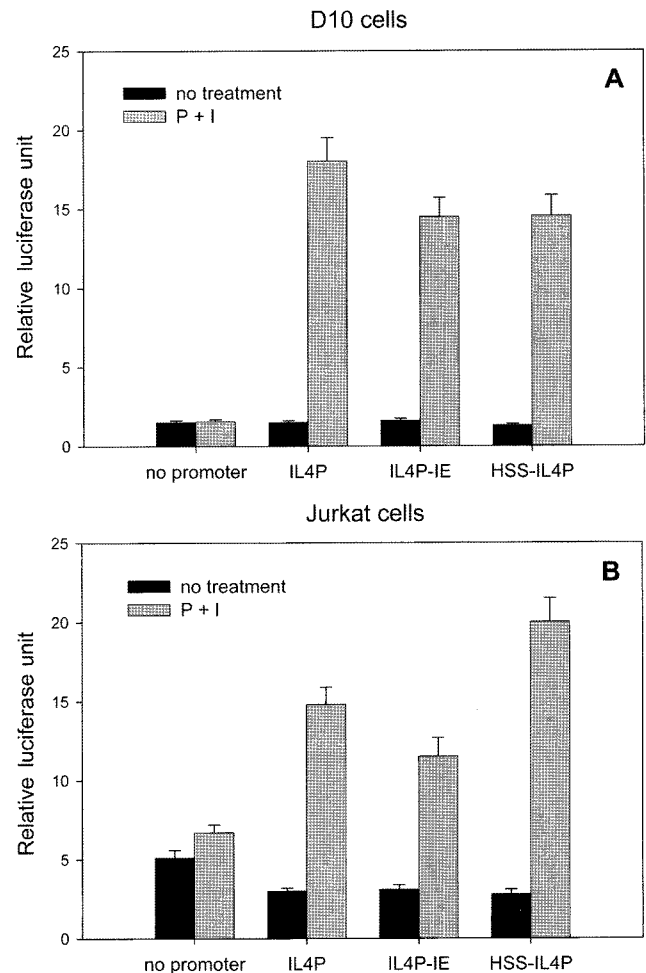 D10 cells
25
20
15
10
5
0
Relative luciferase unit
A
no treatment
P + I
no promoter IL4P IL4P-IE HSS-IL4P
Jurkat cells
25
20
15
10
5
0
Relative luciferase unit
B
no treatment
P + I
no promoter IL4P IL4P-IE HSS-IL4P